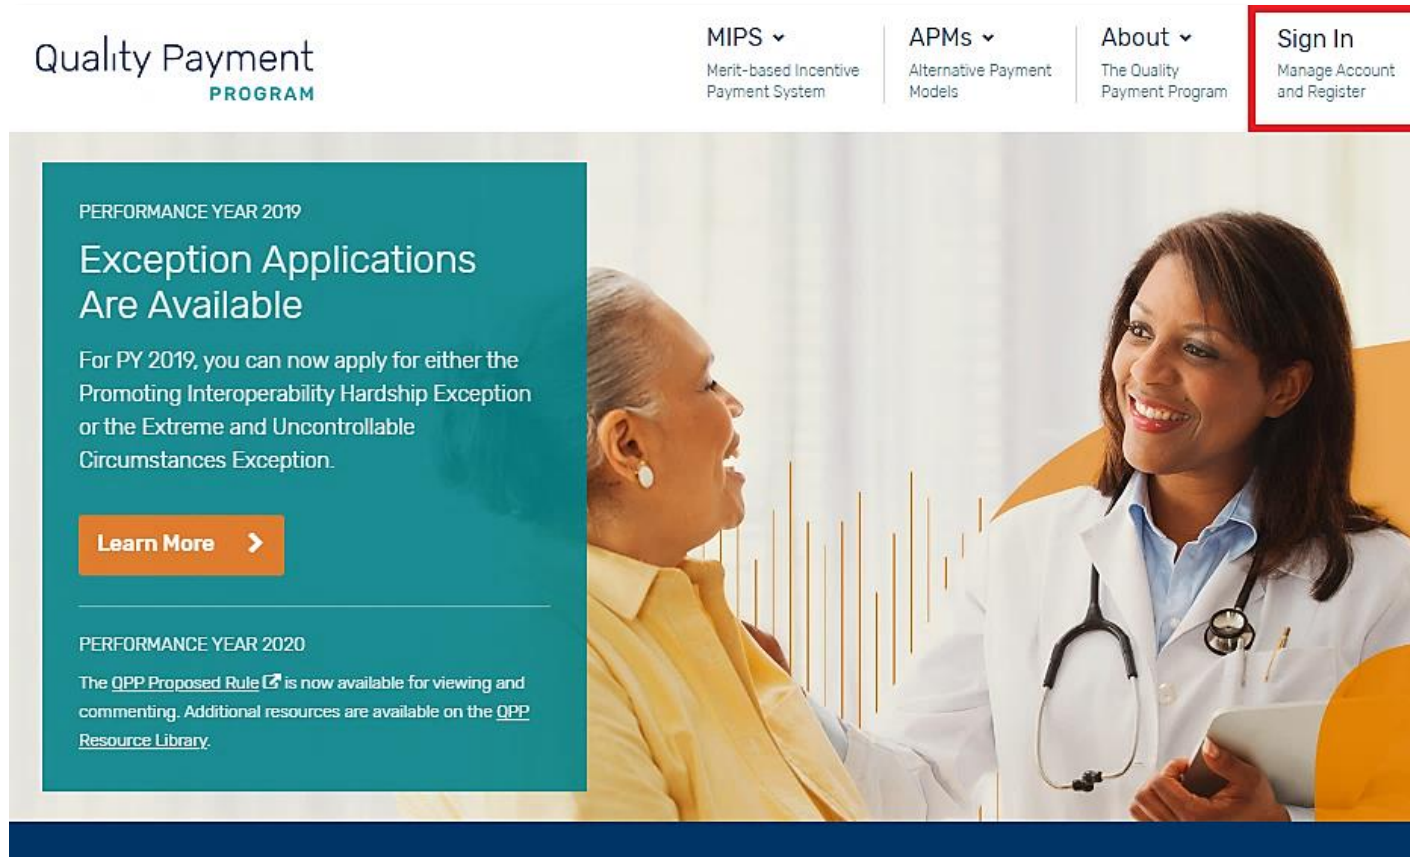 Quality Payment
PROGRAM
MIPS
Merit-based Incentive
Payment System
APMs
Alternative Payment
Models
About
The Quality
Payment Program
Sign In
Manage Account
and Register
PERFORMANCE YEAR 2019
Exception Applications
Are Available
For PY 2019, you can now apply for either the
Promoting Interoperability Hardship Exception
or the Extreme and Uncontrollable
Circumstances Exception.
Learn More
PERFORMANCE YEAR 2020
The QPP Proposed Rule is now available for viewing and
commenting. Additional resources are available on the QPP
Resource Library.